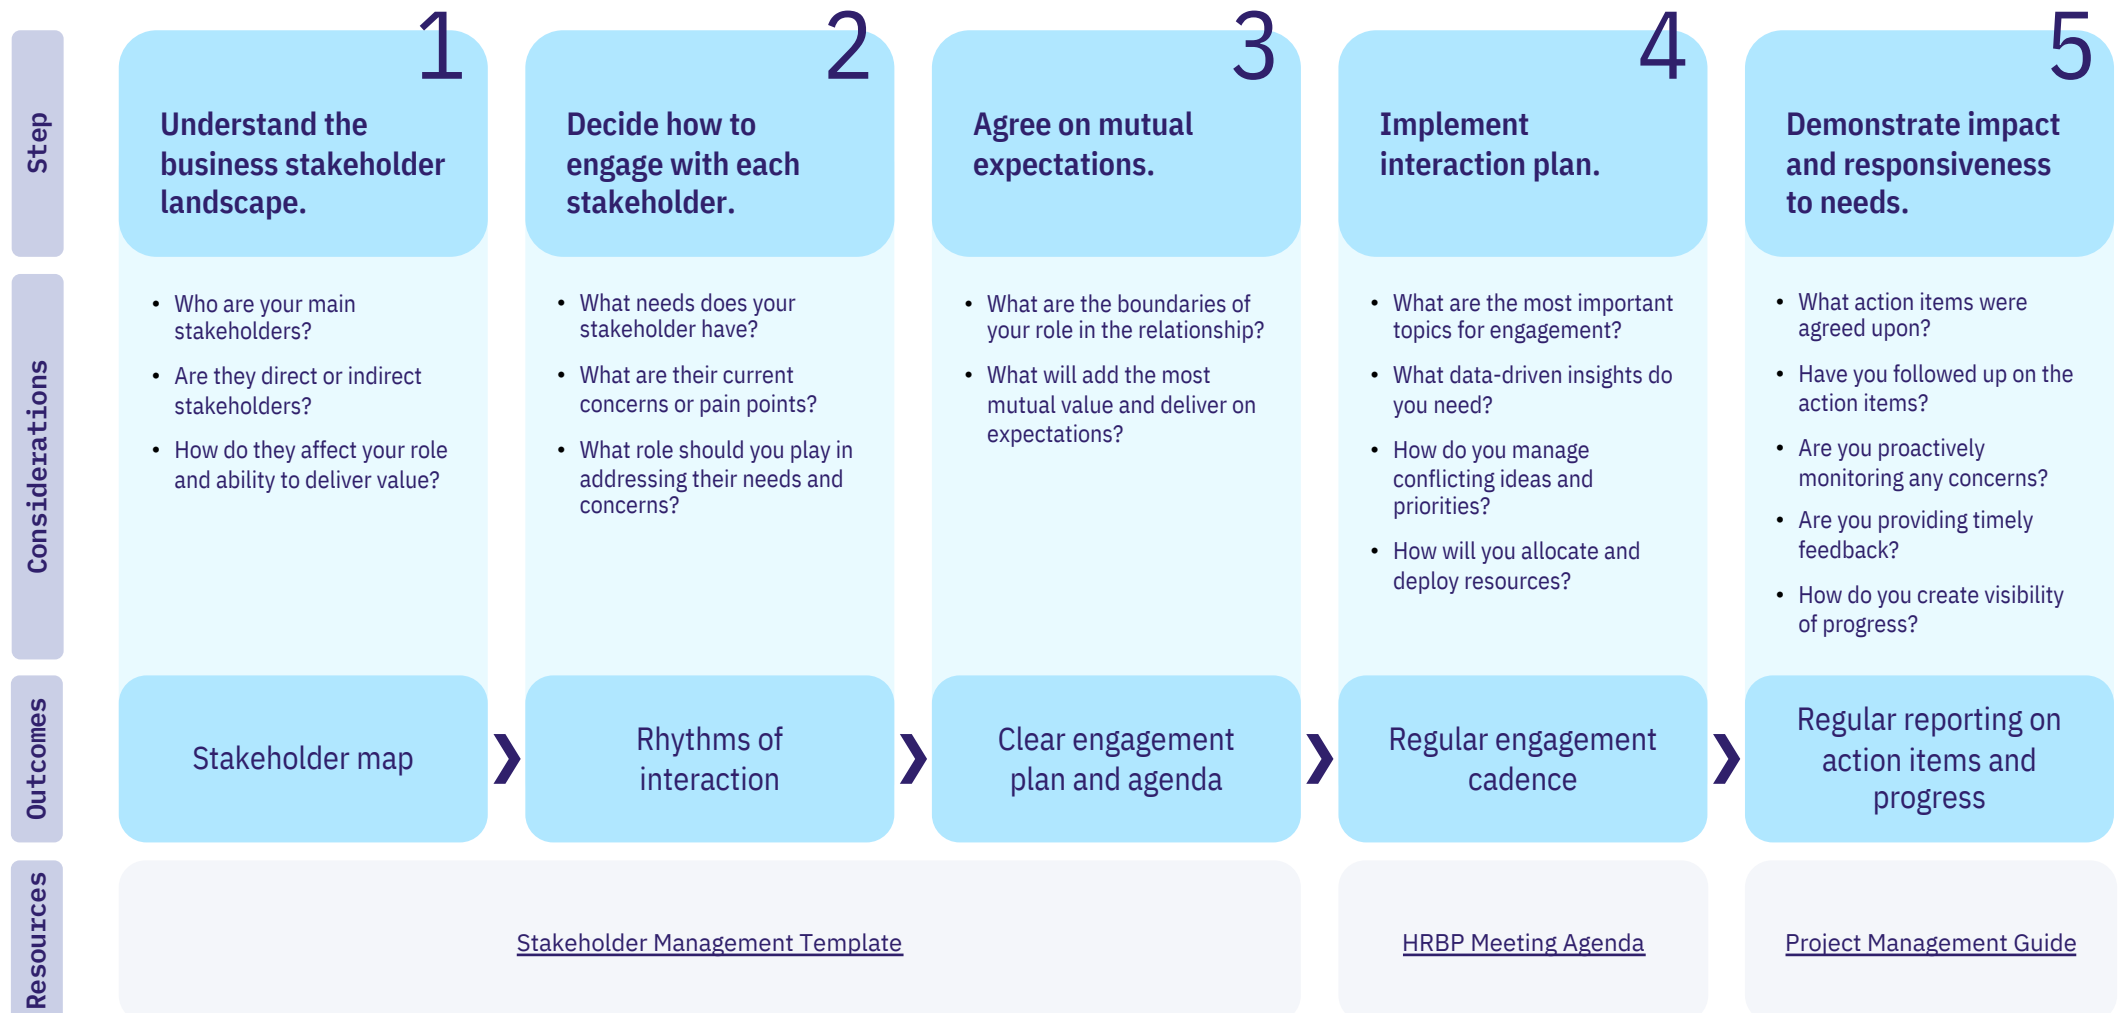 Step
1
Understand the
business stakeholder
landscape.
2
Decide how to
engage with each
stakeholder.
3
Agree on mutual
expectations.
4
Implement
interaction plan.
5
Demonstrate impact
and responsiveness
to needs.
Considerations
• Who are your main
stakeholders?
• Are they direct or indirect
stakeholders?
• How do they affect your role
and ability to deliver value?
• What needs does your
stakeholder have?
• What are their current
concerns or pain points?
• What role should you play in
addressing their needs and
concerns?
• What are the boundaries of
your role in the relationship?
• What will add the most
mutual value and deliver on
expectations?
• What are the most important
topics for engagement?
• What data-driven insights do
you need?
• How do you manage
conflicting ideas and
priorities?
• How will you allocate and
deploy resources?
• What action items were
agreed upon?
• Have you followed up on the
action items?
• Are you proactively
monitoring any concerns?
• Are you providing timely
feedback?
• How do you create visibility
of progress?
Outcomes
Stakeholder map
Rhythms of
interaction
Clear engagement
plan and agenda
Regular engagement
cadence
Regular reporting on
action items and
progress
Resources
Stakeholder Management Template
HRBP Meeting Agenda
Project Management Guide